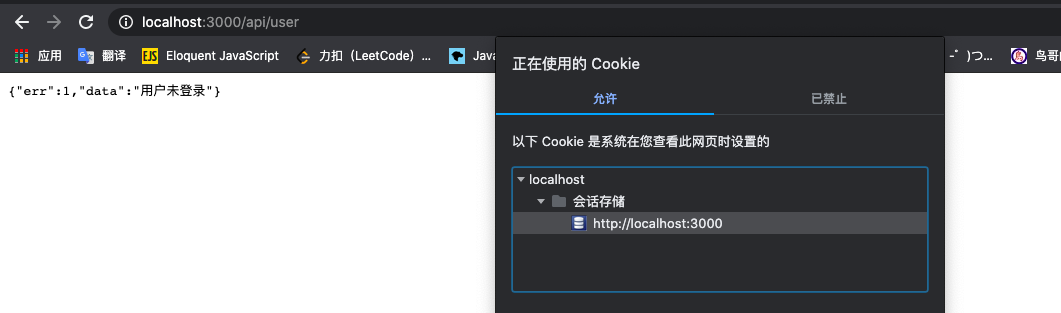 localhost:3000/api/user
应用 翻译 EJS Eloquent JavaScript 力扣（LeetCode）... Java -゜)つ... 鸟哥的
{"err":1,"data":"用户未登录"}
正在使用的 Cookie
允许 已禁止
以下 Cookie 是系统在您查看此网页时设置的
localhost
会话存储
http://localhost:3000